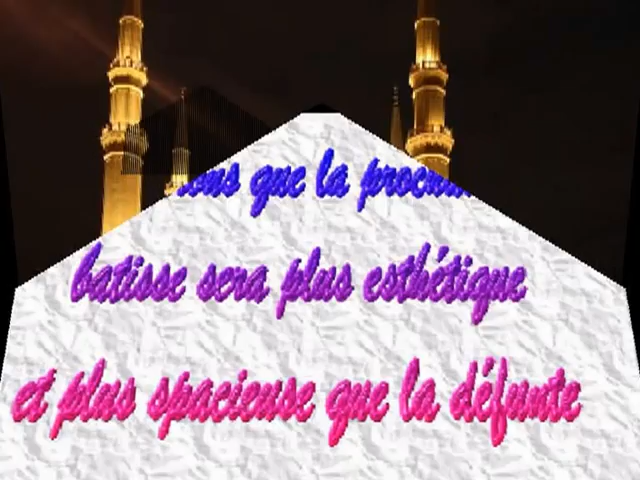 que la
batisse sera plus esthétique
et plus spacieuse que la défunte